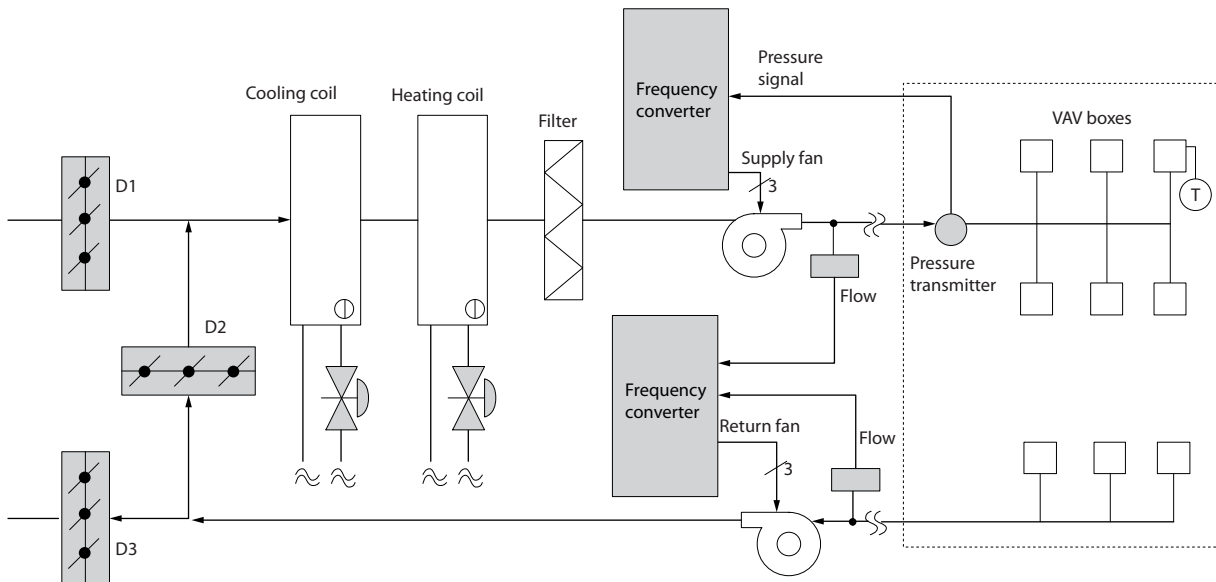 Pressure
signal
Cooling coil
Heating coil
Frequency
converter
Filter
VAV boxes
Supply fan
3
D1
T
Pressure
transmitter
Flow
D2
Frequency
converter
Return fan
Flow
3
D3